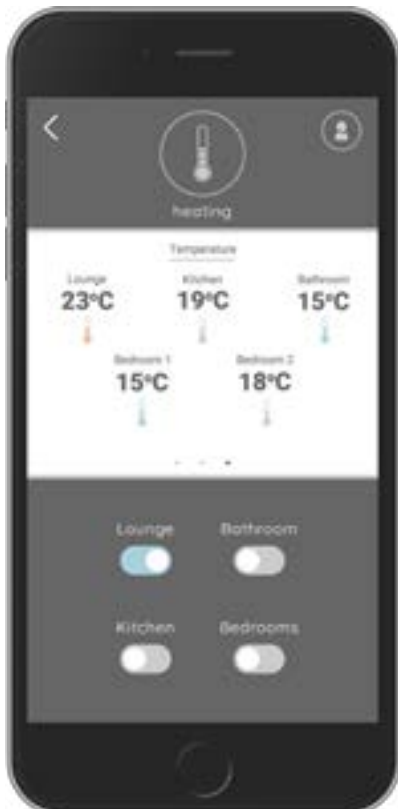 heating
Temperature
Lounge Kitchen Bathroom
23°C 19°C 15°C
Bedroom 1 Bedroom 2
15°C 18°C
Lounge Bathroom
Kitchen Bedrooms